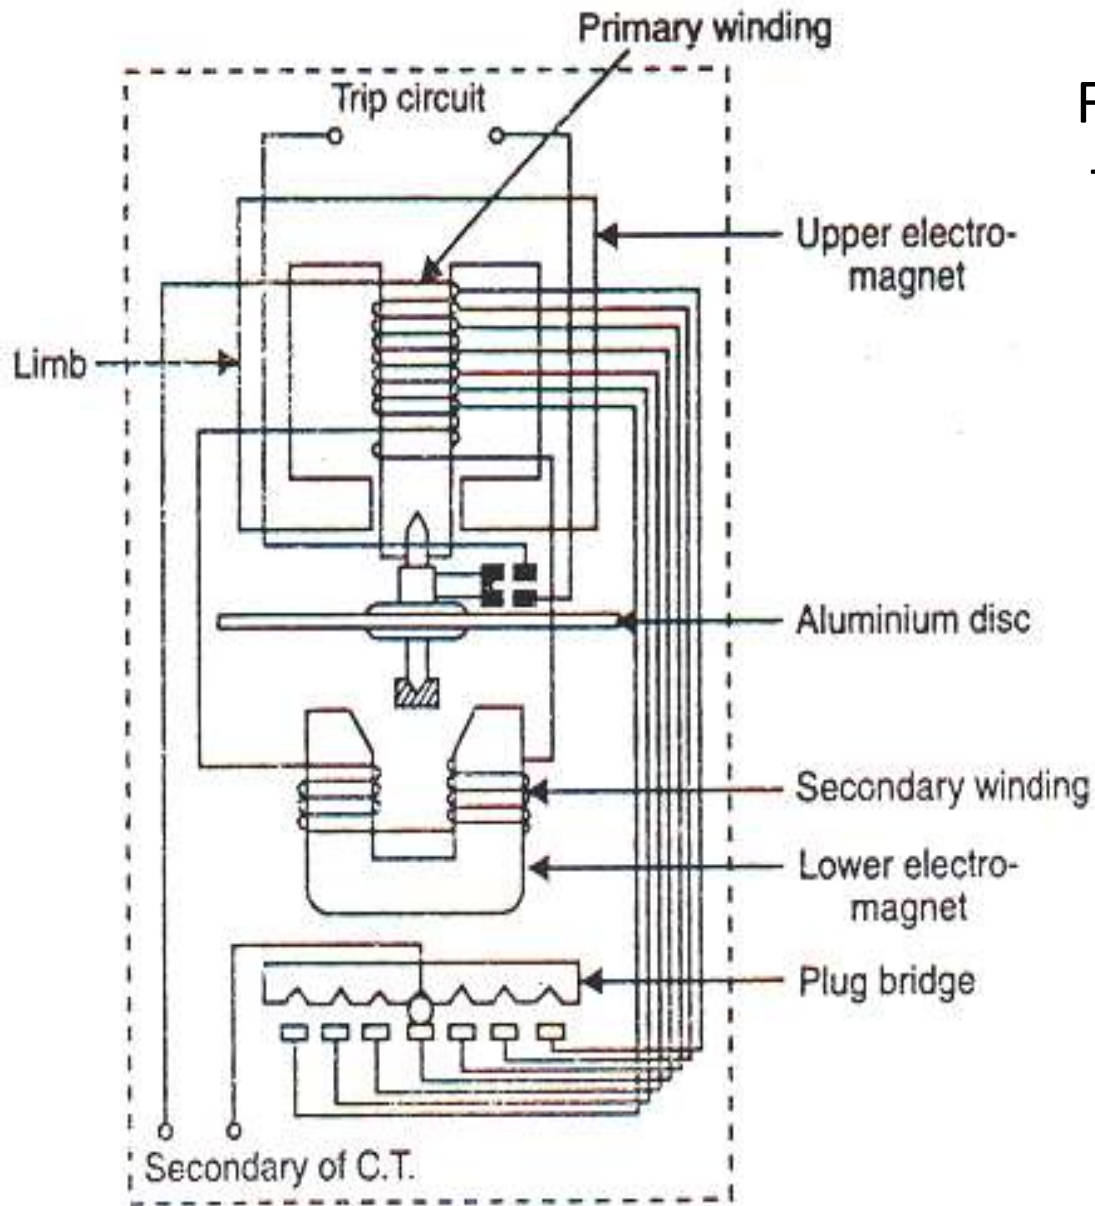 Primary winding
Trip circuit
Upper electro-
magnet
Limb
Aluminium disc
Secondary winding
Lower electro-
magnet
Plug bridge
Secondary of C.T.